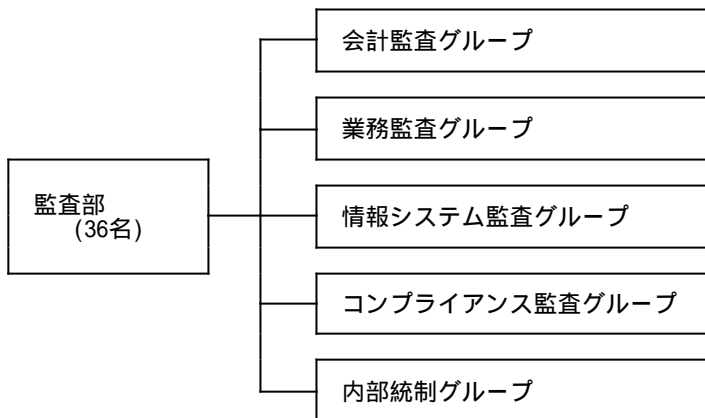 監査部
(36名)
会計監査グループ
業務監査グループ
情報システム監査グループ
コンプライアンス監査グループ
内部統制グループ